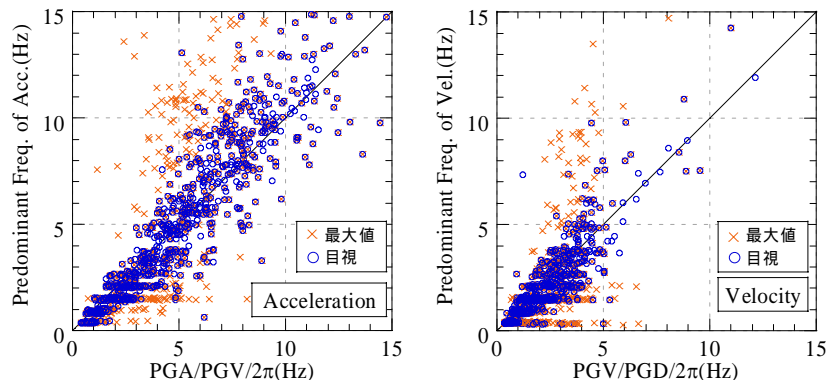 Predominant Freq. of Acc.(Hz)
15
10
5
0
0
5
10
15
PGA/PGV/2π(Hz)
最大値
目視
Acceleration
Predominant Freq. of Vel.(Hz)
15
10
5
0
0
5
10
15
PGV/PGD/2π(Hz)
最大値
目視
Velocity